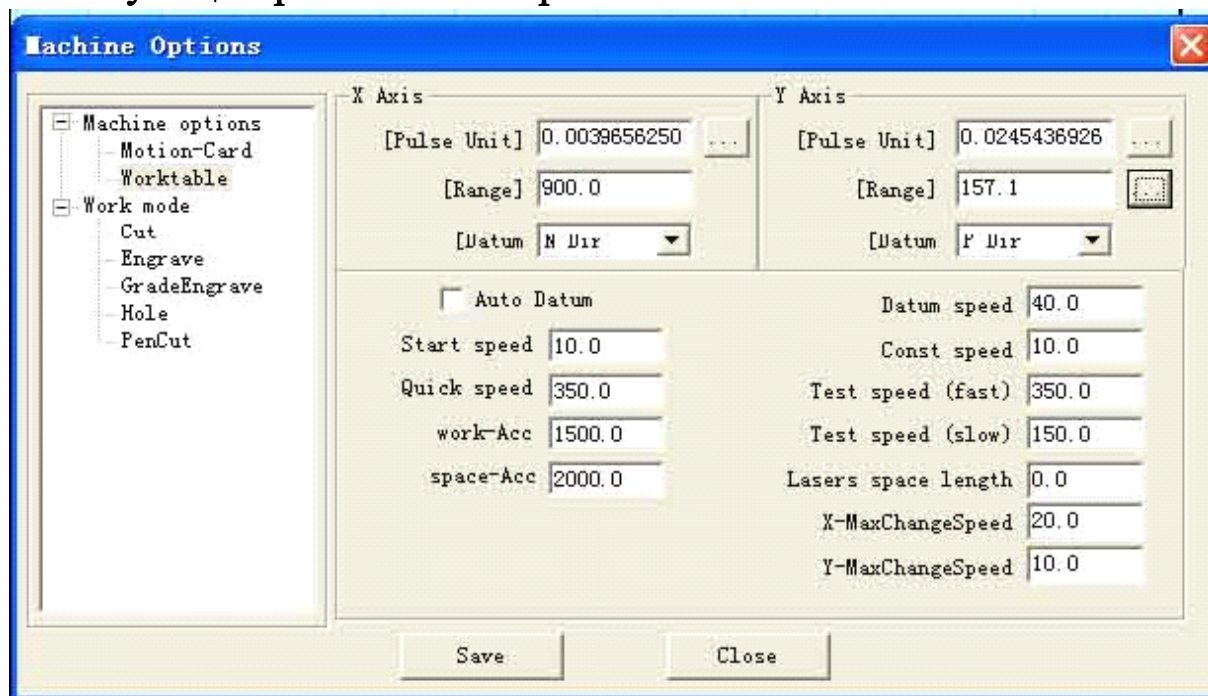 Machine Options
Machine options
Motion-Card
Worktable
Work mode
Cut
Engrave
GradeEngrave
Hole
PenCut
X Axis
[Pulse Unit] 0.0039656250 ...
[Range] 900.0
[Datum N Dir
Y Axis
[Pulse Unit] 0.0245436926 ...
[Range] 157.1 ...
[Datum P Dir
Auto Datum
Start speed 10.0
Quick speed 350.0
work-Acc 1500.0
space-Acc 2000.0
Datum speed 40.0
Const speed 10.0
Test speed (fast) 350.0
Test speed (slow) 150.0
Lasers space length 0.0
X-MaxChangeSpeed 20.0
Y-MaxChangeSpeed 10.0
Save Close